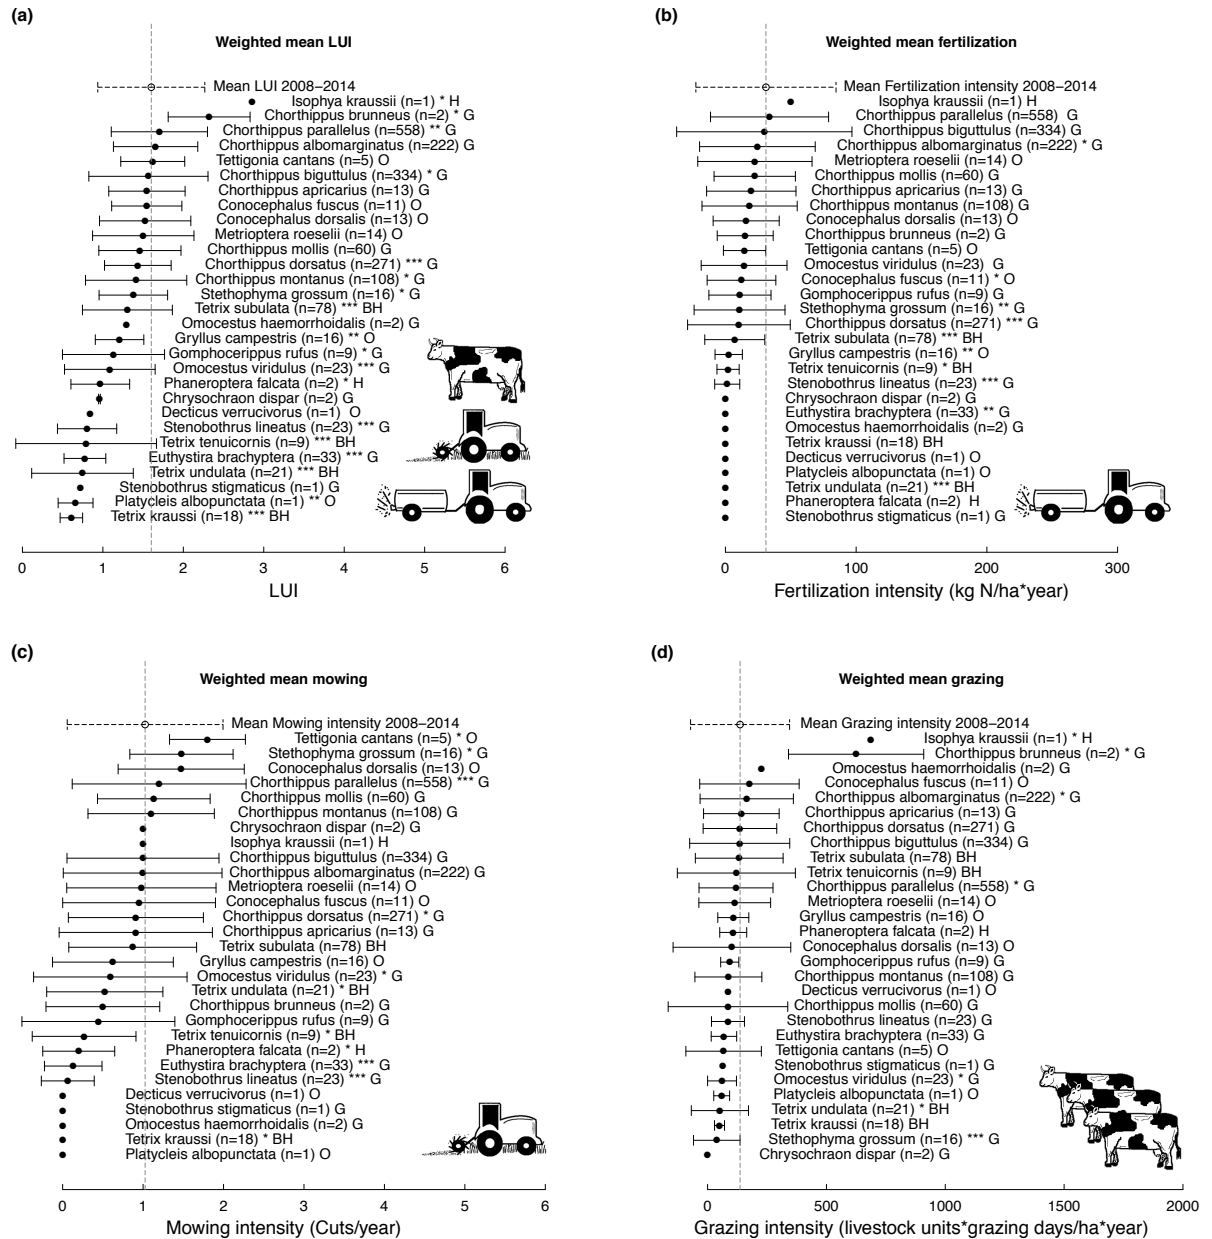 (a)
Weighted mean LUI
Mean LUI 2008−2014
Isophya kraussii (n=1) * H
Chorthippus brunneus (n=2) * G
Chorthippus parallelus (n=558) ** G
Chorthippus albomarginatus (n=222) G
Tettigonia cantans (n=5) O
Chorthippus biguttulus (n=334) * G
Chorthippus apricarius (n=13) G
Conocephalus fuscus (n=11) O
Conocephalus dorsalis (n=13) O
Metrioptera roeselii (n=14) O
Chorthippus mollis (n=60) G
Chorthippus dorsatus (n=271) *** G
Chorthippus montanus (n=108) * G
Stethophyma grossum (n=16) * G
Tetrix subulata (n=78) *** BH
Omocestus haemorrhoidalis (n=2) G
Gryllus campestris (n=16) ** O
Gomphocerippus rufus (n=9) * G
Omocestus viridulus (n=23) *** G
Phaneroptera falcata (n=2) * H
Chrysochraon dispar (n=2) G
Decticus verrucivorus (n=1) O
Stenobothrus lineatus (n=23) *** G
Tetrix tenuicornis (n=9) *** BH
Euthystira brachyptera (n=33) *** G
Tetrix undulata (n=21) *** BH
Stenobothrus stigmaticus (n=1) G
Platycleis albopunctata (n=1) ** O
Tetrix kraussi (n=18) *** BH
0 1 2 3 4 5 6
LUI
(b)
Weighted mean fertilization
Mean Fertilization intensity 2008−2014
Isophya kraussii (n=1) H
Chorthippus parallelus (n=558) G
Chorthippus biguttulus (n=334) G
Chorthippus albomarginatus (n=222) * G
Metrioptera roeselii (n=14) O
Chorthippus mollis (n=60) G
Chorthippus apricarius (n=13) G
Chorthippus montanus (n=108) G
Conocephalus dorsalis (n=13) O
Chorthippus brunneus (n=2) G
Tettigonia cantans (n=5) O
Omocestus viridulus (n=23) G
Conocephalus fuscus (n=11) * O
Gomphocerippus rufus (n=9) G
Stethophyma grossum (n=16) ** G
Chorthippus dorsatus (n=271) *** G
Tetrix subulata (n=78) *** BH
Gryllus campestris (n=16) ** O
Tetrix tenuicornis (n=9) * BH
Stenobothrus lineatus (n=23) *** G
Chrysochraon dispar (n=2) G
Euthystira brachyptera (n=33) ** G
Omocestus haemorrhoidalis (n=2) G
Tetrix kraussi (n=18) BH
Decticus verrucivorus (n=1) O
Platycleis albopunctata (n=1) O
Tetrix undulata (n=21) *** BH
Phaneroptera falcata (n=2) H
Stenobothrus stigmaticus (n=1) G
0 100 200 300
Fertilization intensity (kg N/ha*year)
(c)
Weighted mean mowing
Mean Mowing intensity 2008−2014
Tettigonia cantans (n=5) * O
Stethophyma grossum (n=16) * G
Conocephalus dorsalis (n=13) O
Chorthippus parallelus (n=558) *** G
Chorthippus mollis (n=60) G
Chorthippus montanus (n=108) G
Chrysochraon dispar (n=2) G
Isophya kraussii (n=1) H
Chorthippus biguttulus (n=334) G
Chorthippus albomarginatus (n=222) G
Metrioptera roeselii (n=14) O
Conocephalus fuscus (n=11) O
Chorthippus dorsatus (n=271) * G
Chorthippus apricarius (n=13) G
Tetrix subulata (n=78) BH
Gryllus campestris (n=16) O
Omocestus viridulus (n=23) * G
Tetrix undulata (n=21) * BH
Chorthippus brunneus (n=2) G
Gomphocerippus rufus (n=9) G
Tetrix tenuicornis (n=9) * BH
Phaneroptera falcata (n=2) * H
Euthystira brachyptera (n=33) *** G
Stenobothrus lineatus (n=23) *** G
Decticus verrucivorus (n=1) O
Stenobothrus stigmaticus (n=1) G
Omocestus haemorrhoidalis (n=2) G
Tetrix kraussi (n=18) * BH
Platycleis albopunctata (n=1) O
0 1 2 3 4 5 6
Mowing intensity (Cuts/year)
(d)
Weighted mean grazing
Mean Grazing intensity 2008−2014
Isophya kraussii (n=1) * H
Chorthippus brunneus (n=2) * G
Omocestus haemorrhoidalis (n=2) G
Conocephalus fuscus (n=11) O
Chorthippus albomarginatus (n=222) * G
Chorthippus apricarius (n=13) G
Chorthippus dorsatus (n=271) G
Chorthippus biguttulus (n=334) G
Tetrix subulata (n=78) BH
Tetrix tenuicornis (n=9) BH
Chorthippus parallelus (n=558) * G
Metrioptera roeselii (n=14) O
Gryllus campestris (n=16) O
Phaneroptera falcata (n=2) H
Conocephalus dorsalis (n=13) O
Gomphocerippus rufus (n=9) G
Chorthippus montanus (n=108) G
Decticus verrucivorus (n=1) O
Chorthippus mollis (n=60) G
Stenobothrus lineatus (n=23) G
Euthystira brachyptera (n=33) G
Tettigonia cantans (n=5) O
Stenobothrus stigmaticus (n=1) G
Omocestus viridulus (n=23) * G
Platycleis albopunctata (n=1) O
Tetrix undulata (n=21) * BH
Tetrix kraussi (n=18) BH
Stethophyma grossum (n=16) *** G
Chrysochraon dispar (n=2) G
0 500 1000 1500 2000
Grazing intensity (livestock units*grazing days/ha*year)